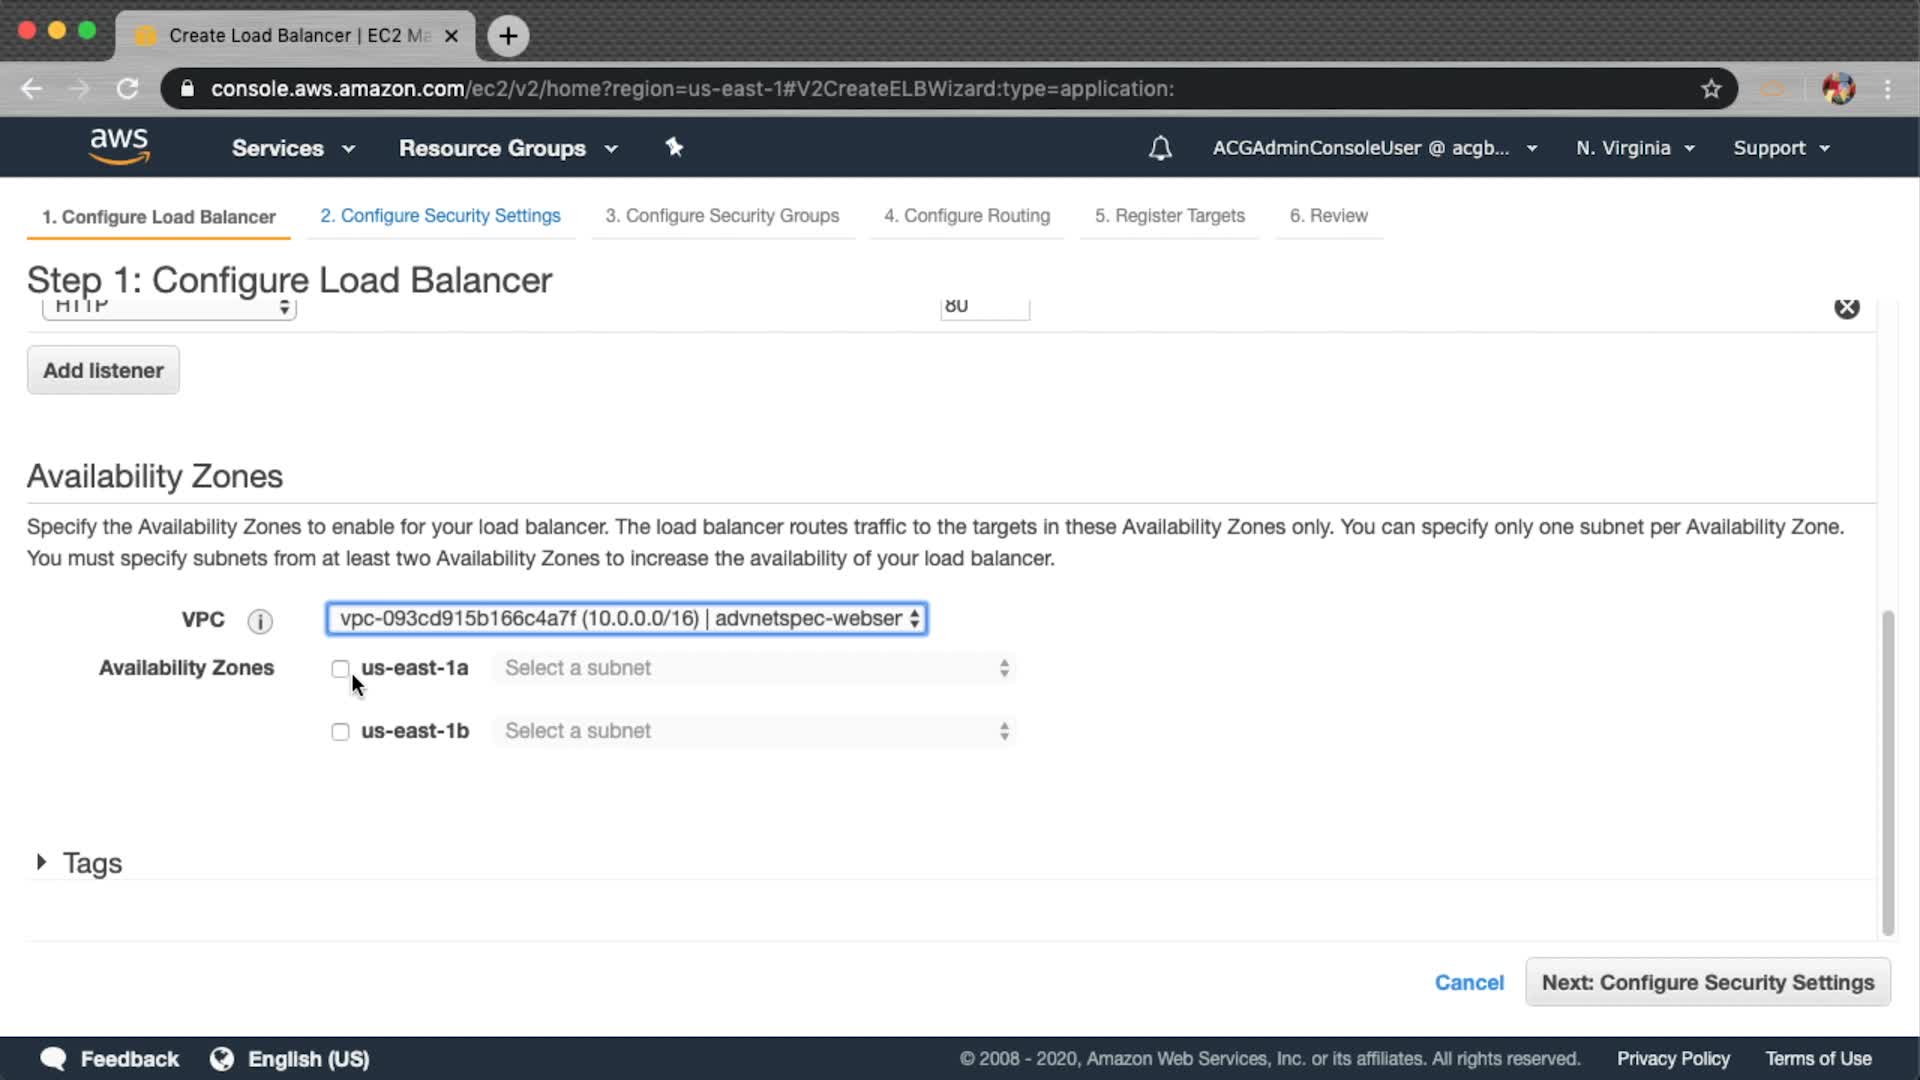 Create Load Balancer | EC2 Ma
console.aws.amazon.com/ec2/v2/home?region=us-east-1#V2CreateELBWizard:type=application:
aws Services Resource Groups ACGAdminConsoleUser @ acgb... N. Virginia Support
1. Configure Load Balancer 2. Configure Security Settings 3. Configure Security Groups 4. Configure Routing 5. Register Targets 6. Review
Step 1: Configure Load Balancer
HTTP 80
Add listener
Availability Zones
Specify the Availability Zones to enable for your load balancer. The load balancer routes traffic to the targets in these Availability Zones only. You can specify only one subnet per Availability Zone.
You must specify subnets from at least two Availability Zones to increase the availability of your load balancer.
VPC i vpc-093cd915b166c4a7f (10.0.0.0/16) | advnetspec-webser
Availability Zones us-east-1a Select a subnet
us-east-1b Select a subnet
Tags
Cancel Next: Configure Security Settings
Feedback English (US) © 2008 - 2020, Amazon Web Services, Inc. or its affiliates. All rights reserved. Privacy Policy Terms of Use